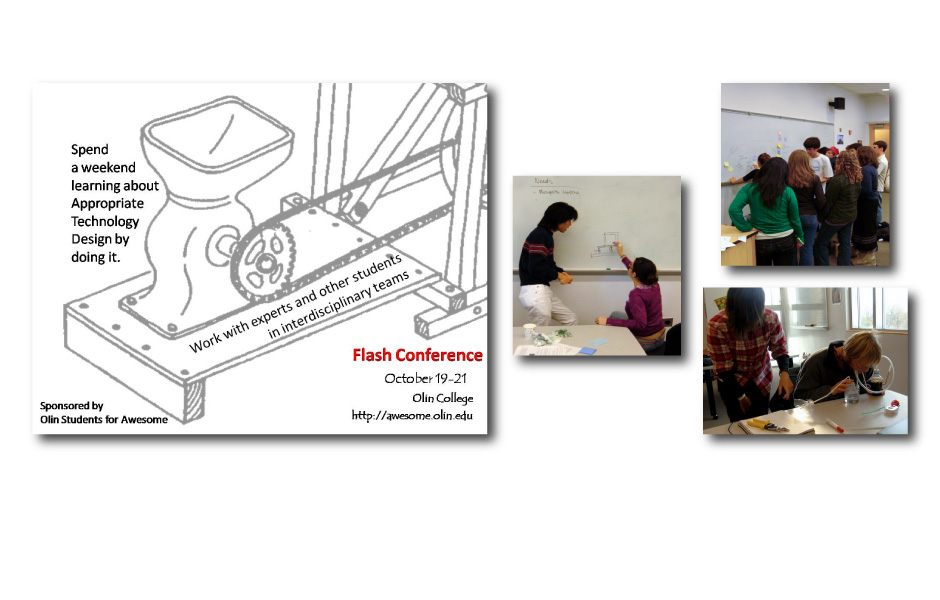 Spend
a weekend
learning about
Appropriate
Technology
Design by
doing it.
Work with experts and other students
in interdisciplinary teams
Flash Conference
October 19-21
Olin College
http://awesome.olin.edu
Sponsored by
Olin Students for Awesome
Needs